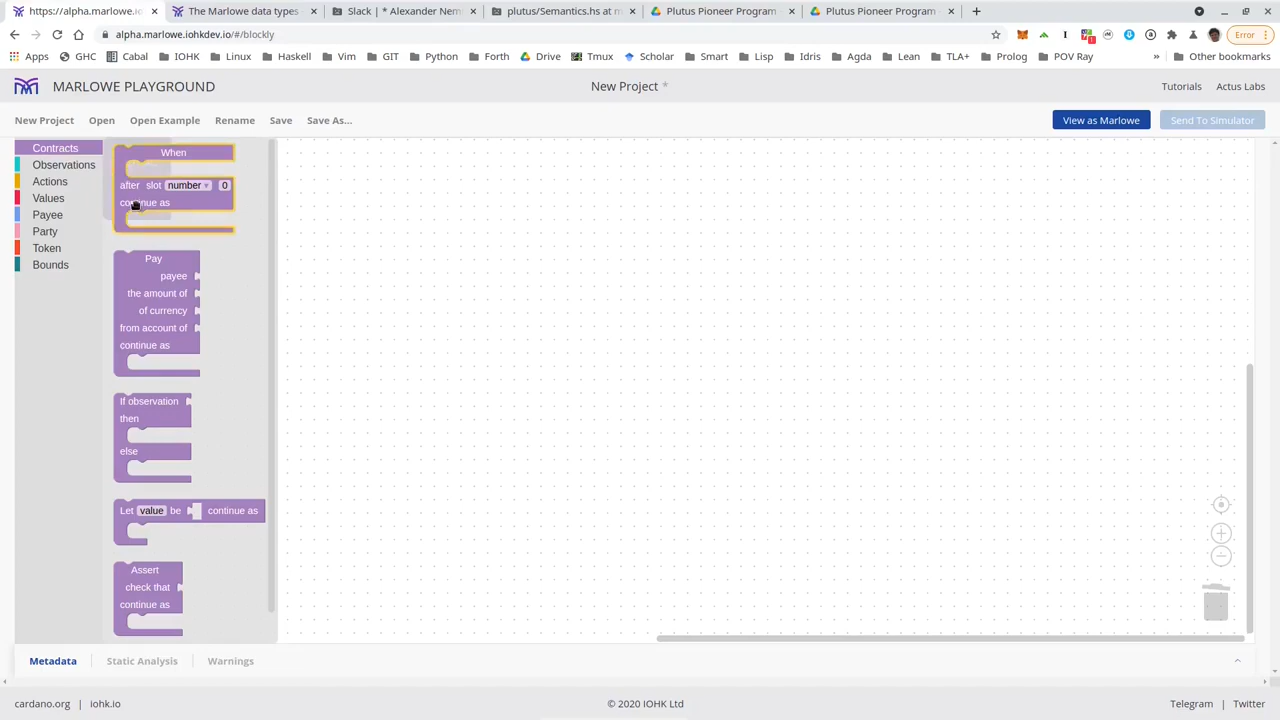 https://alpha.marlowe.io
The Marlowe data types -
Slack | * Alexander Nem
plutus/Semantics.hs at m
Plutus Pioneer Program
Plutus Pioneer Program
alpha.marlowe.iohkdev.io/#/blockly
Error
Apps
GHC
Cabal
IOHK
Linux
Haskell
Vim
GIT
Python
Forth
Drive
Tmux
Scholar
Smart
Lisp
Idris
Agda
Lean
TLA+
Prolog
POV Ray
»
Other bookmarks
MARLOWE PLAYGROUND
New Project *
Tutorials
Actus Labs
New Project
Open
Open Example
Rename
Save
Save As...
View as Marlowe
Send To Simulator
Contracts
Observations
Actions
Values
Payee
Party
Token
Bounds
When
after slot number 0
continue as
Pay
payee
the amount of
of currency
from account of
continue as
If observation
then
else
Let value be continue as
Assert
check that
continue as
Metadata
Static Analysis
Warnings
cardano.org | iohk.io
© 2020 IOHK Ltd
Telegram | Twitter